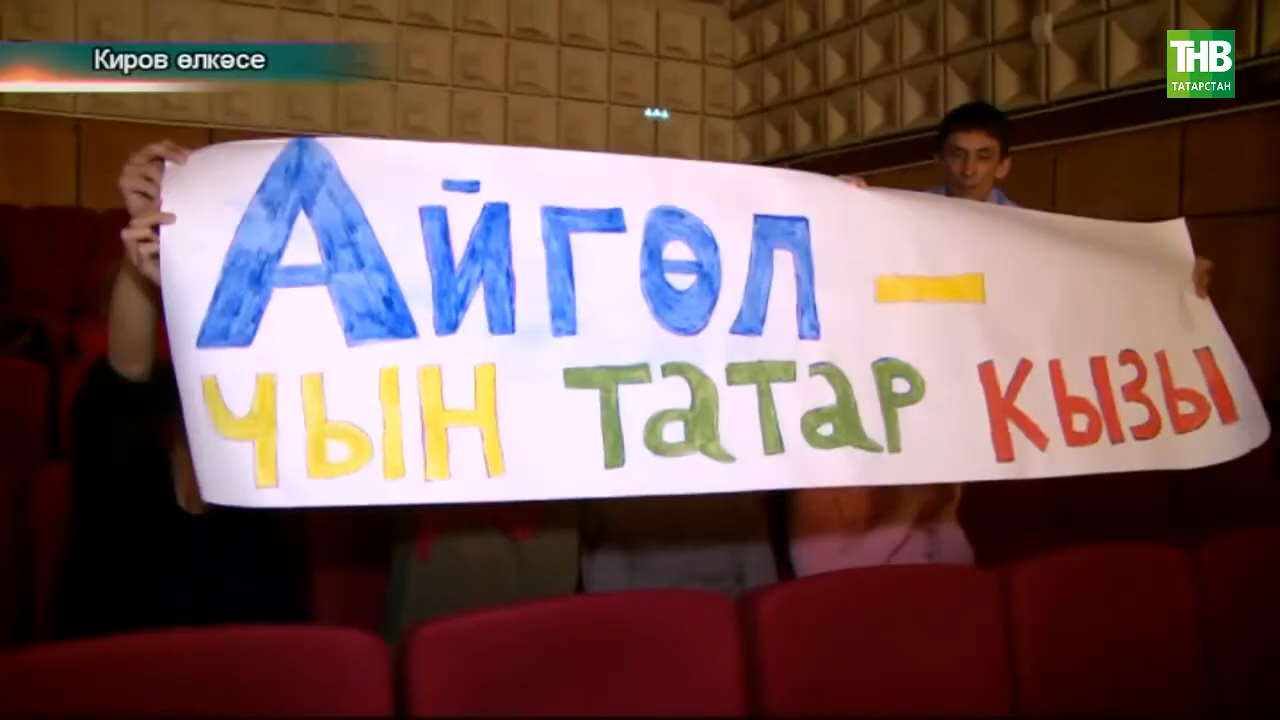 Киров өлкәсе
ТНВ
ТАТАРСТАН
Айгөл —
чын татар кызы